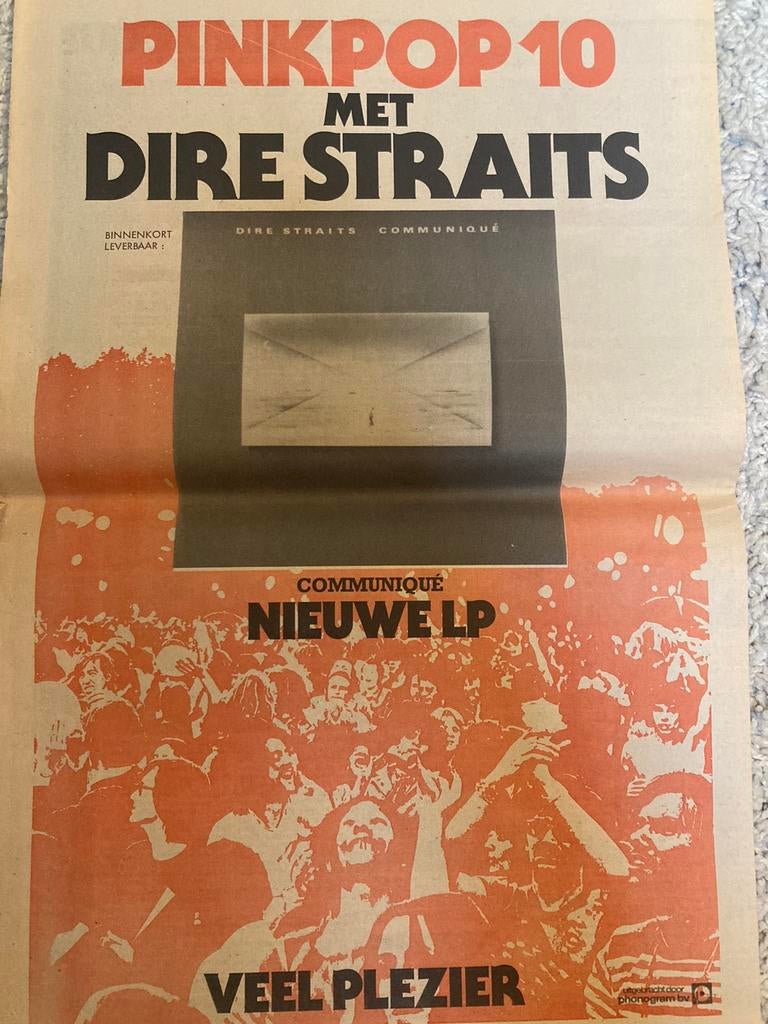 PINKPOP 10
MET
DIRE STRAITS
BINNENKORT
LEVERBAAR :
DIRE STRAITS COMMUNIQUÉ
COMMUNIQUÉ
NIEUWE LP
VEEL PLEZIER
uitgebracht door
phonogram bv